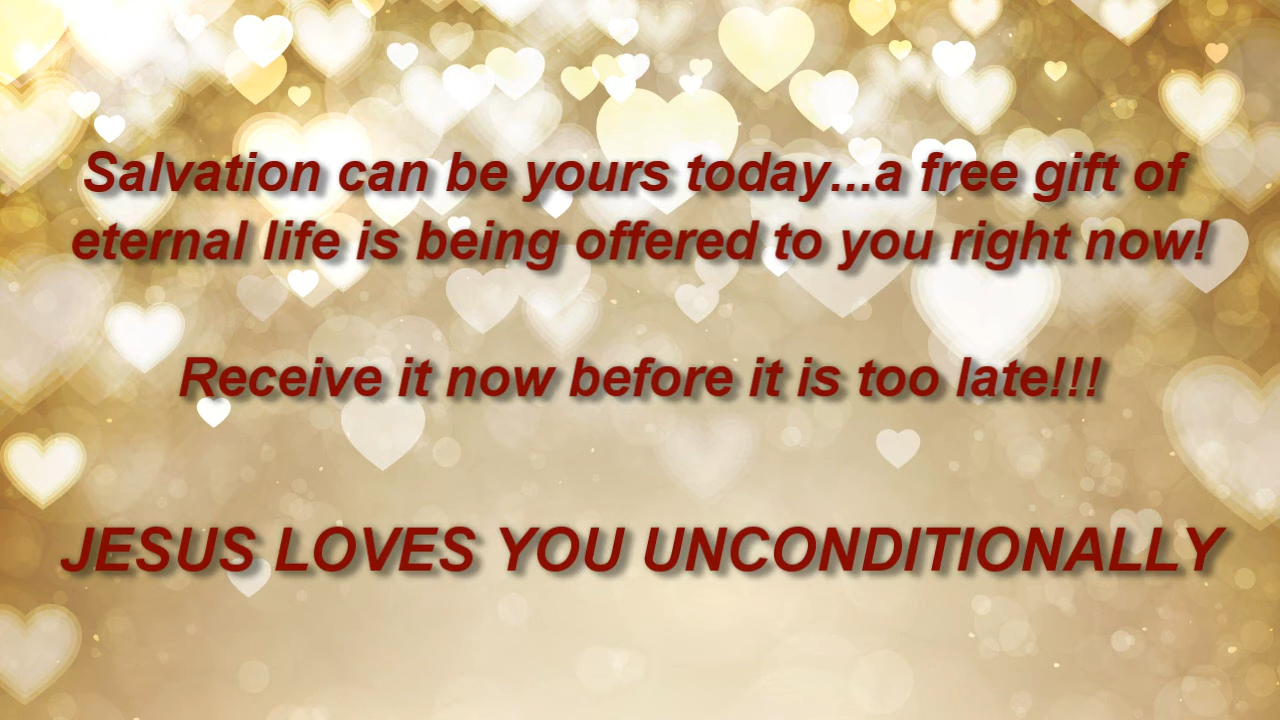 Salvation can be yours today...a free gift of
eternal life is being offered to you right now!
Receive it now before it is too late!!!
JESUS LOVES YOU UNCONDITIONALLY